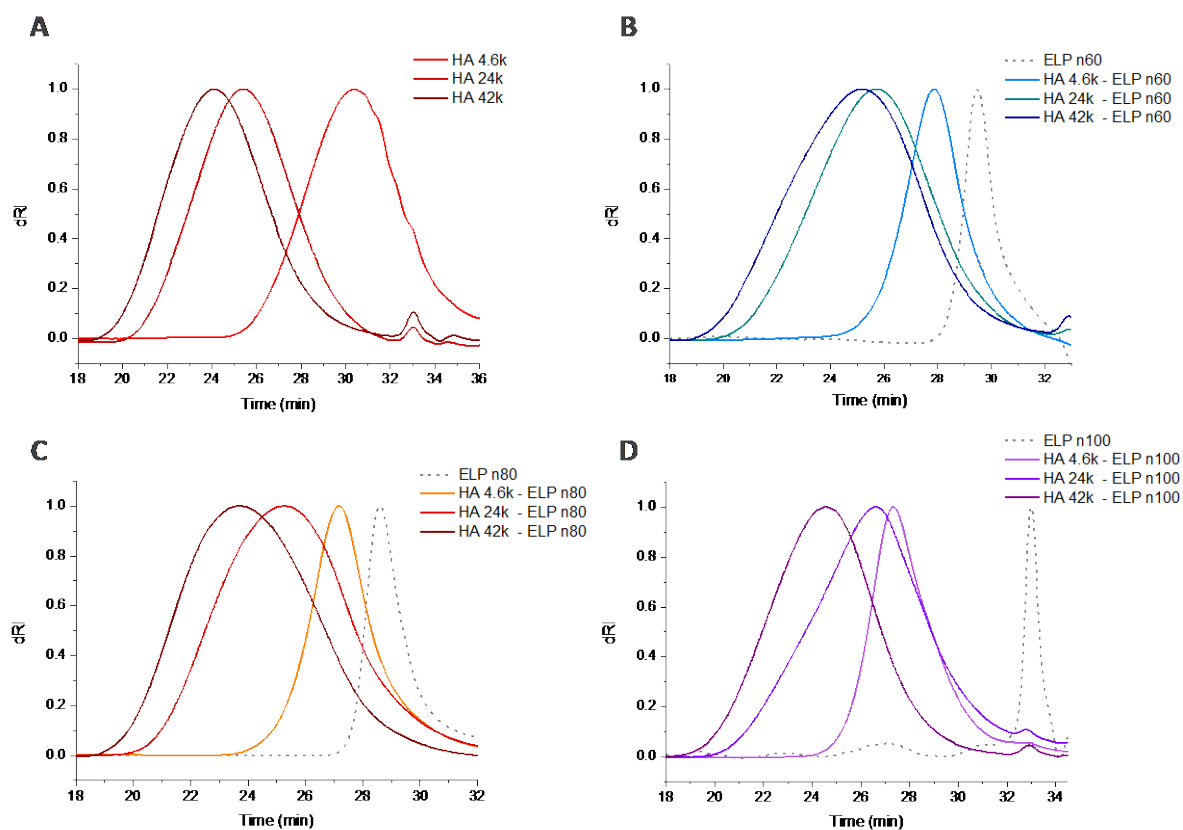 A
HA 4.6k
HA 24k
HA 42k
1.0
0.8
0.6
0.4
0.2
0.0
dRI
18 20 22 24 26 28 30 32 34 36
Time (min)
B
ELP n60
HA 4.6k - ELP n60
HA 24k - ELP n60
HA 42k - ELP n60
1.0
0.8
0.6
0.4
0.2
0.0
dRI
18 20 22 24 26 28 30 32
Time (min)
C
ELP n80
HA 4.6k - ELP n80
HA 24k - ELP n80
HA 42k - ELP n80
1.0
0.8
0.6
0.4
0.2
0.0
dRI
18 20 22 24 26 28 30 32
Time (min)
D
ELP n100
HA 4.6k - ELP n100
HA 24k - ELP n100
HA 42k - ELP n100
1.0
0.8
0.6
0.4
0.2
0.0
dRI
18 20 22 24 26 28 30 32 34
Time (min)